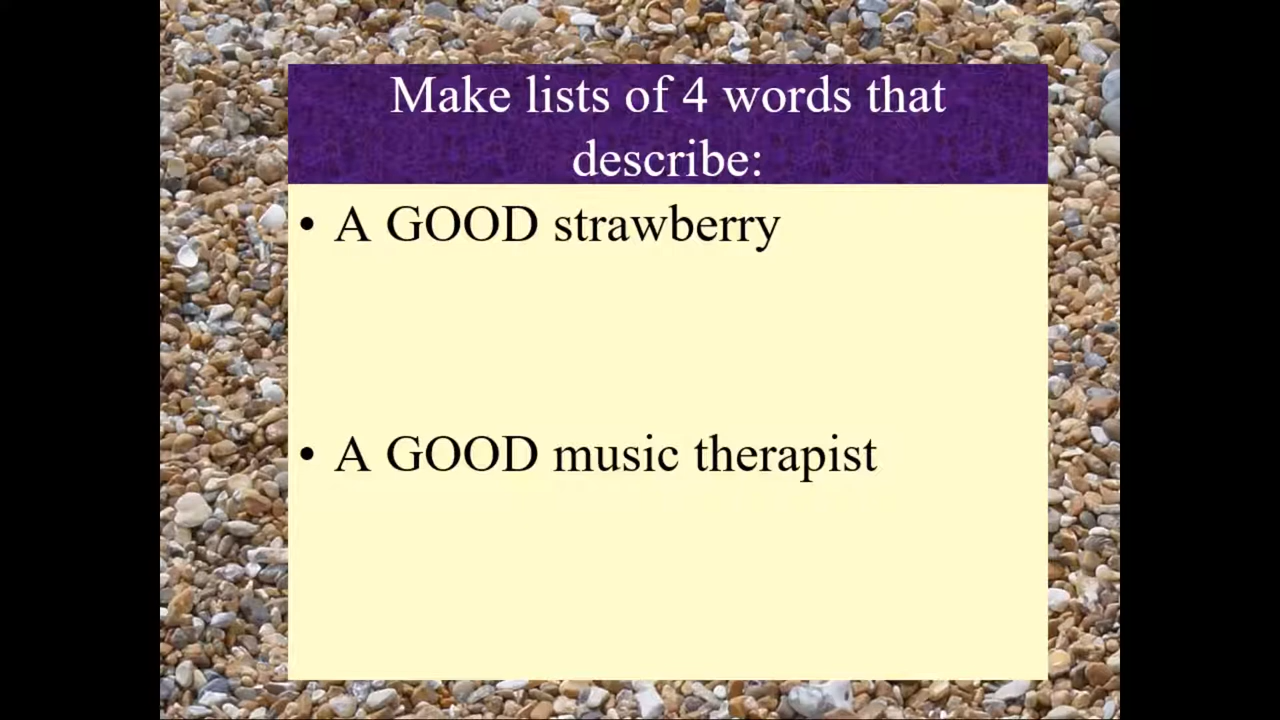 Make lists of 4 words that
describe:
• A GOOD strawberry
• A GOOD music therapist